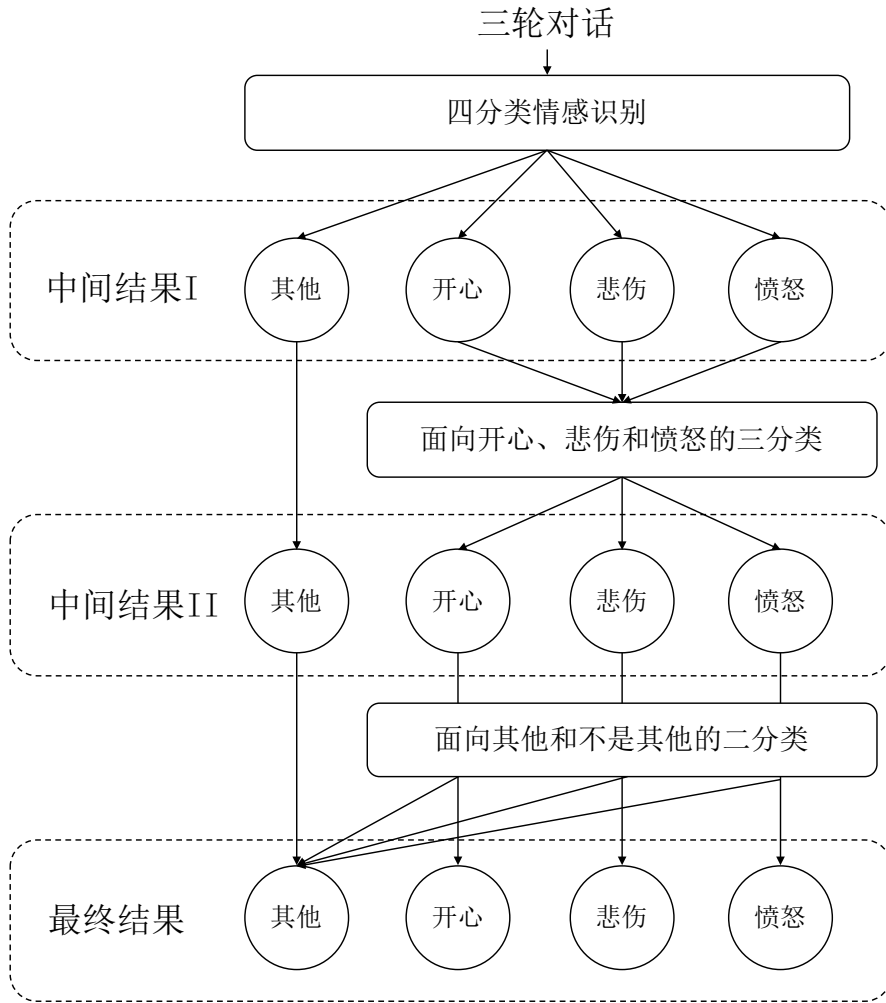 三轮对话
四分类情感识别
中间结果I
其他
开心
悲伤
愤怒
面向开心、悲伤和愤怒的三分类
中间结果II
其他
开心
悲伤
愤怒
面向其他和不是其他的二分类
最终结果
其他
开心
悲伤
愤怒